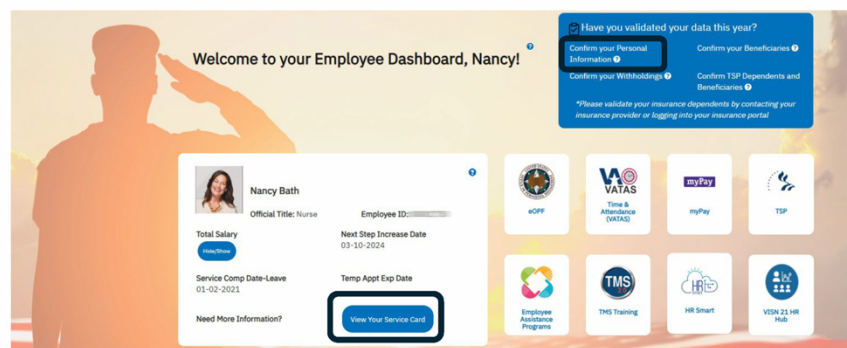 Have you validated your data this year?
Welcome to your Employee Dashboard, Nancy!
Confirm your Personal
Information
Confirm your Beneficiaries
Confirm your Withholdings
Confirm TSP Dependents and
Beneficiaries
*Please validate your insurance dependents by contacting your
insurance provider or logging into your insurance portal
Nancy Bath
Official Title: Nurse
Employee ID:
Total Salary
Hide/Show
Next Step Increase Date
03-10-2024
Service Comp Date-Leave
01-02-2021
Temp Appt Exp Date
Need More Information?
View Your Service Card
eOPF
VATAS
Time &
Attendance
(VATAS)
myPay
myPay
TSP
Employee
Assistance
Programs
TMS
TMS Training
HR
HR Smart
VISN 21 HR
Hub